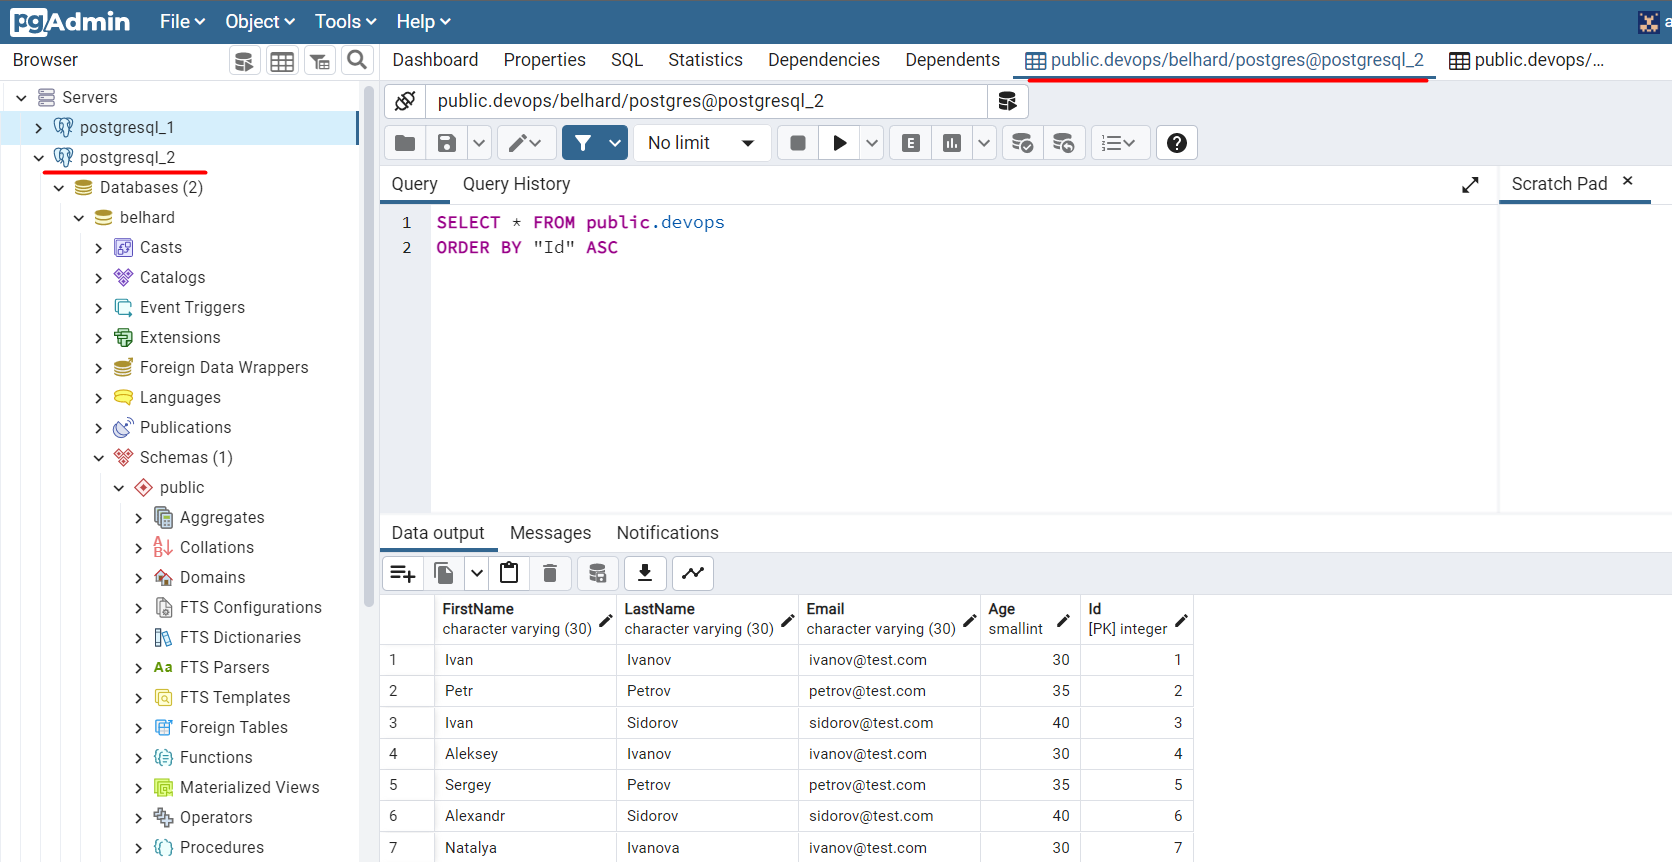 pgAdmin File Object Tools Help a
Browser
Dashboard Properties SQL Statistics Dependencies Dependents public.devops/belhard/postgres@postgresql_2 public.devops/...
Servers
postgresql_1
postgresql_2
Databases (2)
belhard
Casts
Catalogs
Event Triggers
Extensions
Foreign Data Wrappers
Languages
Publications
Schemas (1)
public
Aggregates
Collations
Domains
FTS Configurations
FTS Dictionaries
Aa FTS Parsers
FTS Templates
Foreign Tables
Functions
Materialized Views
Operators
Procedures
public.devops/belhard/postgres@postgresql_2
No limit E
Query Query History Scratch Pad
1 SELECT * FROM public.devops
2 ORDER BY "Id" ASC
Data output Messages Notifications
FirstName LastName Email Age Id
character varying (30) character varying (30) character varying (30) smallint [PK] integer
1 Ivan Ivanov ivanov@test.com 30 1
2 Petr Petrov petrov@test.com 35 2
3 Ivan Sidorov sidorov@test.com 40 3
4 Aleksey Ivanov ivanov@test.com 30 4
5 Sergey Petrov petrov@test.com 35 5
6 Alexandr Sidorov sidorov@test.com 40 6
7 Natalya Ivanova ivanov@test.com 30 7